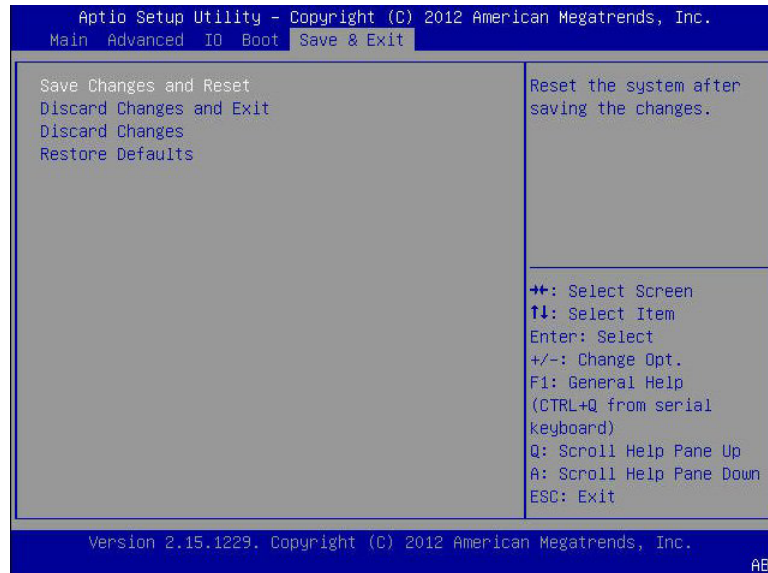 Aptio Setup Utility – Copyright (C) 2012 American Megatrends, Inc.
Main Advanced IO Boot Save & Exit
Save Changes and Reset
Discard Changes and Exit
Discard Changes
Restore Defaults
Reset the system after
saving the changes.
→←: Select Screen
↑↓: Select Item
Enter: Select
+/-: Change Opt.
F1: General Help
(CTRL+Q from serial
keyboard)
Q: Scroll Help Pane Up
A: Scroll Help Pane Down
ESC: Exit
Version 2.15.1229. Copyright (C) 2012 American Megatrends, Inc.
AB